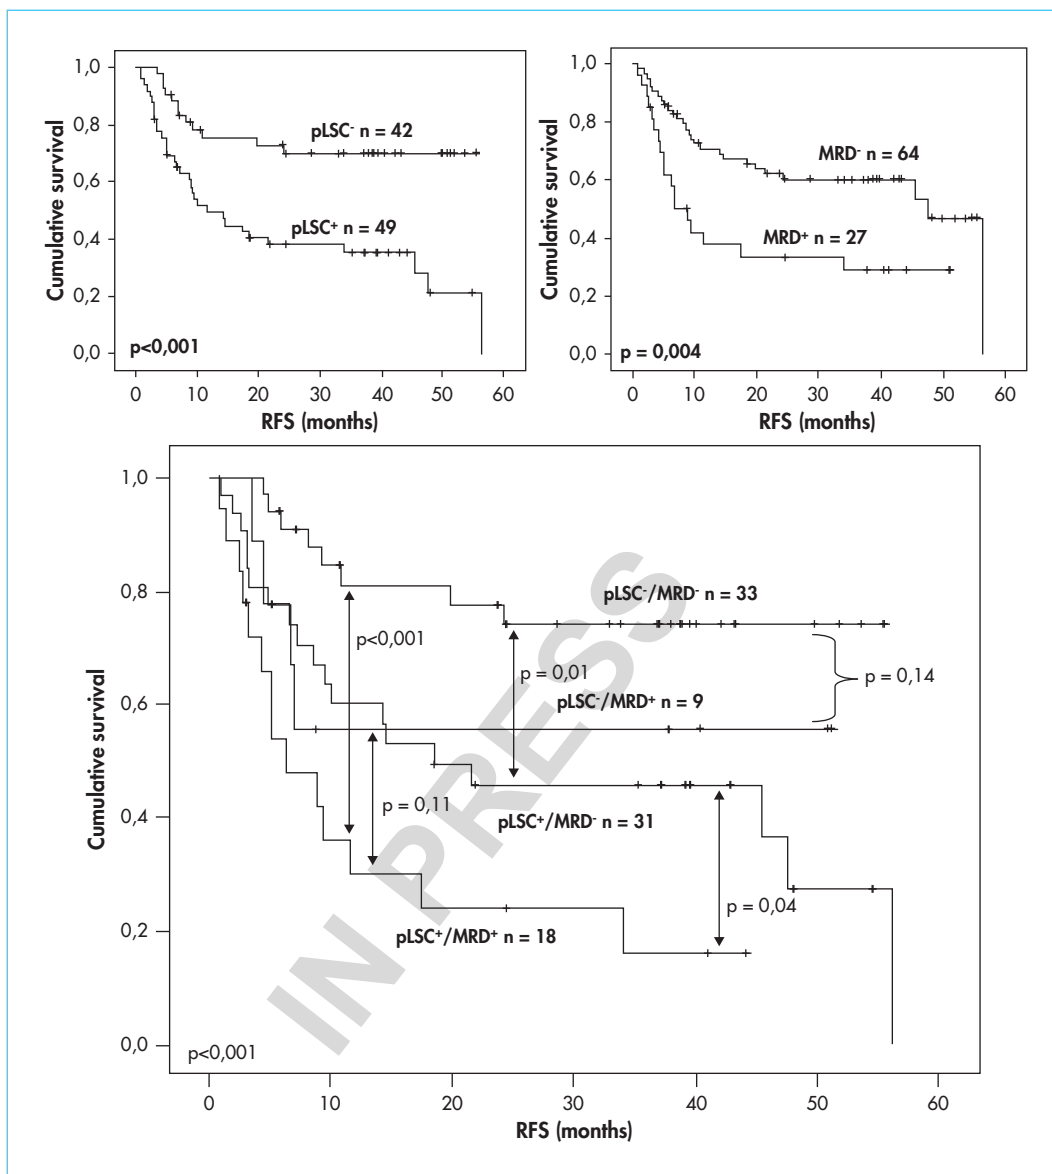 1,0
0,8
0,6
0,4
0,2
0,0
Cumulative survival
pLSC⁻ n = 42
pLSC⁺ n = 49
p<0,001
0 10 20 30 40 50 60
RFS (months)
1,0
0,8
0,6
0,4
0,2
0,0
Cumulative survival
MRD⁻ n = 64
MRD⁺ n = 27
p = 0,004
0 10 20 30 40 50 60
RFS (months)
1,0
0,8
0,6
0,4
0,2
0,0
Cumulative survival
pLSC⁻/MRD⁻ n = 33
p<0,001
p = 0,01
p = 0,14
pLSC⁻/MRD⁺ n = 9
p = 0,11
pLSC⁺/MRD⁻ n = 31
p = 0,04
pLSC⁺/MRD⁺ n = 18
p<0,001
0 10 20 30 40 50 60
RFS (months)
IN PRESS